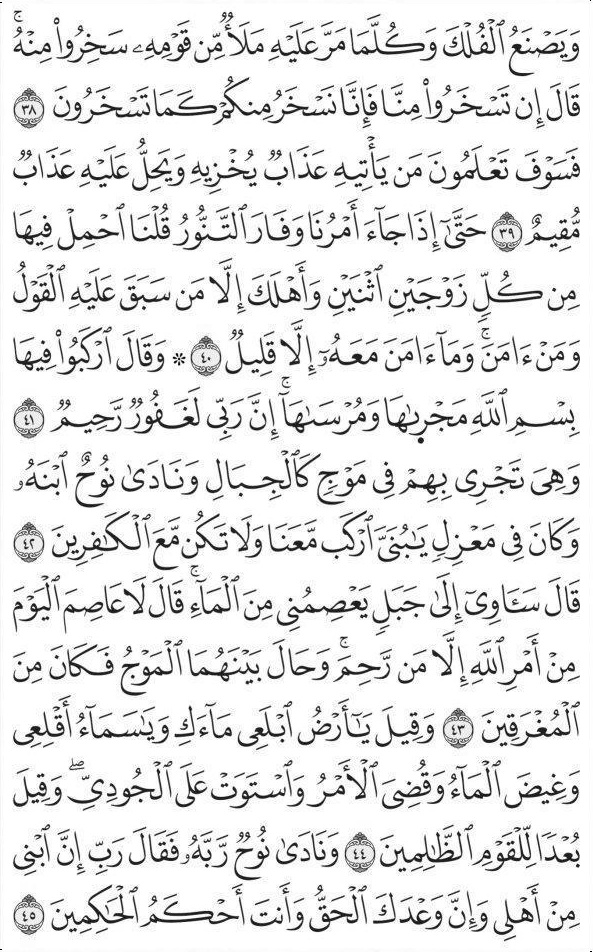 وَيَصْنَعُ ٱلْفُلْكَ وَكُلَّمَا مَرَّ عَلَيْهِ مَلَأٌ مِّن قَوْمِهِۦ سَخِرُوا۟ مِنْهُ ۚ
قَالَ إِن تَسْخَرُوا۟ مِنَّا فَإِنَّا نَسْخَرُ مِنكُمْ كَمَا تَسْخَرُونَ ٣٨
فَسَوْفَ تَعْلَمُونَ مَن يَأْتِيهِ عَذَابٌ يُخْزِيهِ وَيَحِلُّ عَلَيْهِ عَذَابٌ
مُّقِيمٌ ٣٩ حَتَّىٰٓ إِذَا جَآءَ أَمْرُنَا وَفَارَ ٱلتَّنُّورُ قُلْنَا ٱحْمِلْ فِيهَا
مِن كُلٍّ زَوْجَيْنِ ٱثْنَيْنِ وَأَهْلَكَ إِلَّا مَن سَبَقَ عَلَيْهِ ٱلْقَوْلُ
وَمَنْ ءَامَنَ ۚ وَمَآ ءَامَنَ مَعَهُۥٓ إِلَّا قَلِيلٌ ٤٠ ۞ وَقَالَ ٱرْكَبُوا۟ فِيهَا
بِسْمِ ٱللَّهِ مَجْر۪ىٰهَا وَمُرْسَىٰهَآ ۚ إِنَّ رَبِّى لَغَفُورٌ رَّحِيمٌ ٤١
وَهِىَ تَجْرِى بِهِمْ فِى مَوْجٍ كَٱلْجِبَالِ وَنَادَىٰ نُوحٌ ٱبْنَهُۥ
وَكَانَ فِى مَعْزِلٍ يَـٰبُنَىَّ ٱرْكَب مَّعَنَا وَلَا تَكُن مَّعَ ٱلْكَـٰفِرِينَ ٤٢
قَالَ سَـَٔاوِىٓ إِلَىٰ جَبَلٍ يَعْصِمُنِى مِنَ ٱلْمَآءِ ۚ قَالَ لَا عَاصِمَ ٱلْيَوْمَ
مِنْ أَمْرِ ٱللَّهِ إِلَّا مَن رَّحِمَ ۚ وَحَالَ بَيْنَهُمَا ٱلْمَوْجُ فَكَانَ مِنَ
ٱلْمُغْرَقِينَ ٤٣ وَقِيلَ يَـٰٓأَرْضُ ٱبْلَعِى مَآءَكِ وَيَـٰسَمَآءُ أَقْلِعِى
وَغِيضَ ٱلْمَآءُ وَقُضِىَ ٱلْأَمْرُ وَٱسْتَوَتْ عَلَى ٱلْجُودِىِّ ۖ وَقِيلَ
بُعْدًا لِّلْقَوْمِ ٱلظَّـٰلِمِينَ ٤٤ وَنَادَىٰ نُوحٌ رَّبَّهُۥ فَقَالَ رَبِّ إِنَّ ٱبْنِى
مِنْ أَهْلِى وَإِنَّ وَعْدَكَ ٱلْحَقُّ وَأَنتَ أَحْكَمُ ٱلْحَـٰكِمِينَ ٤٥